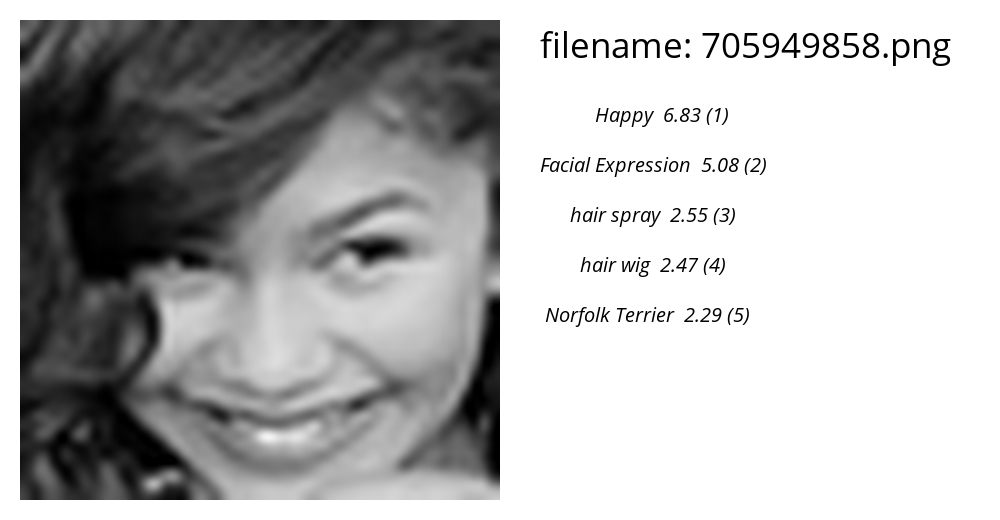 filename: 705949858.png
Happy 6.83 (1)
Facial Expression 5.08 (2)
hair spray 2.55 (3)
hair wig 2.47 (4)
Norfolk Terrier 2.29 (5)